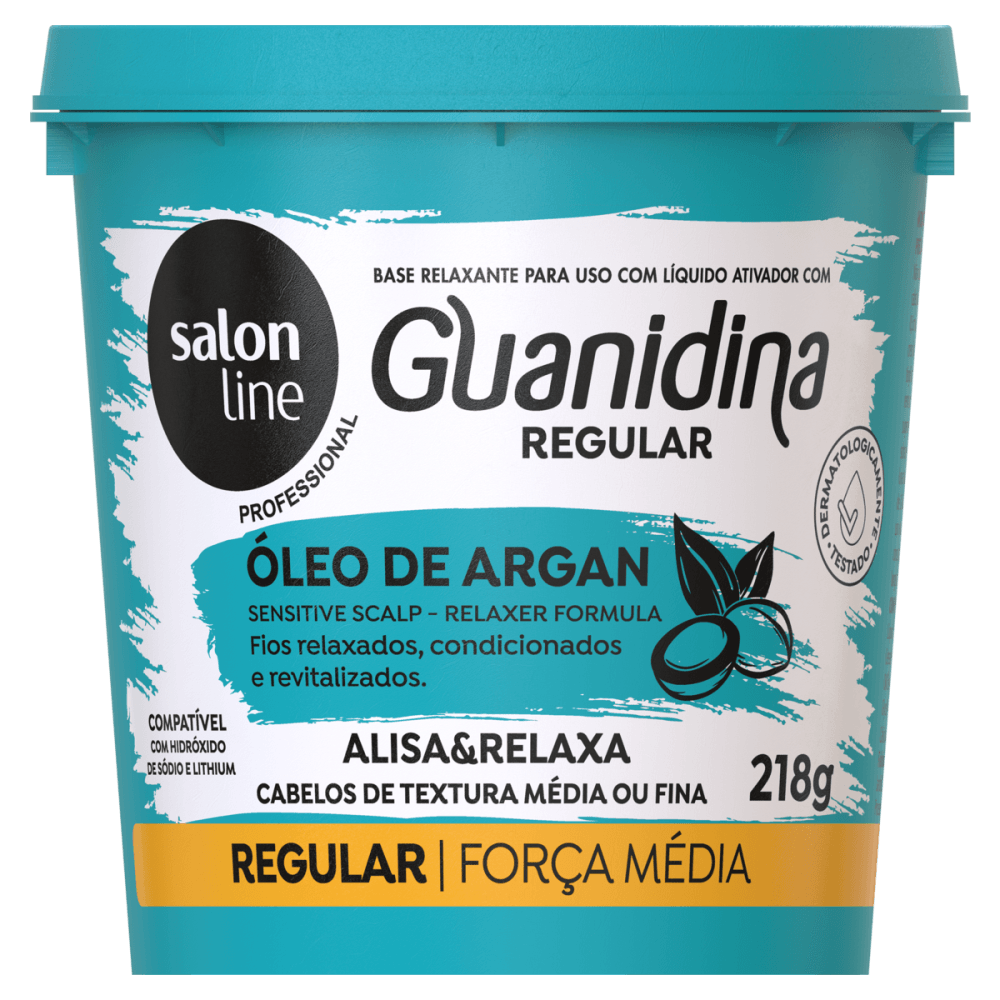 salon
line
PROFESSIONAL
BASE RELAXANTE PARA USO COM LÍQUIDO ATIVADOR COM
Guanidina
REGULAR
DERMATOLOGICAMENTE
TESTADO
ÓLEO DE ARGAN
SENSITIVE SCALP - RELAXER FORMULA
Fios relaxados, condicionados
e revitalizados.
COMPATÍVEL
COM HIDRÓXIDO
DE SÓDIO E LITHIUM
ALISA&RELAXA
CABELOS DE TEXTURA MÉDIA OU FINA
218g
REGULAR | FORÇA MÉDIA